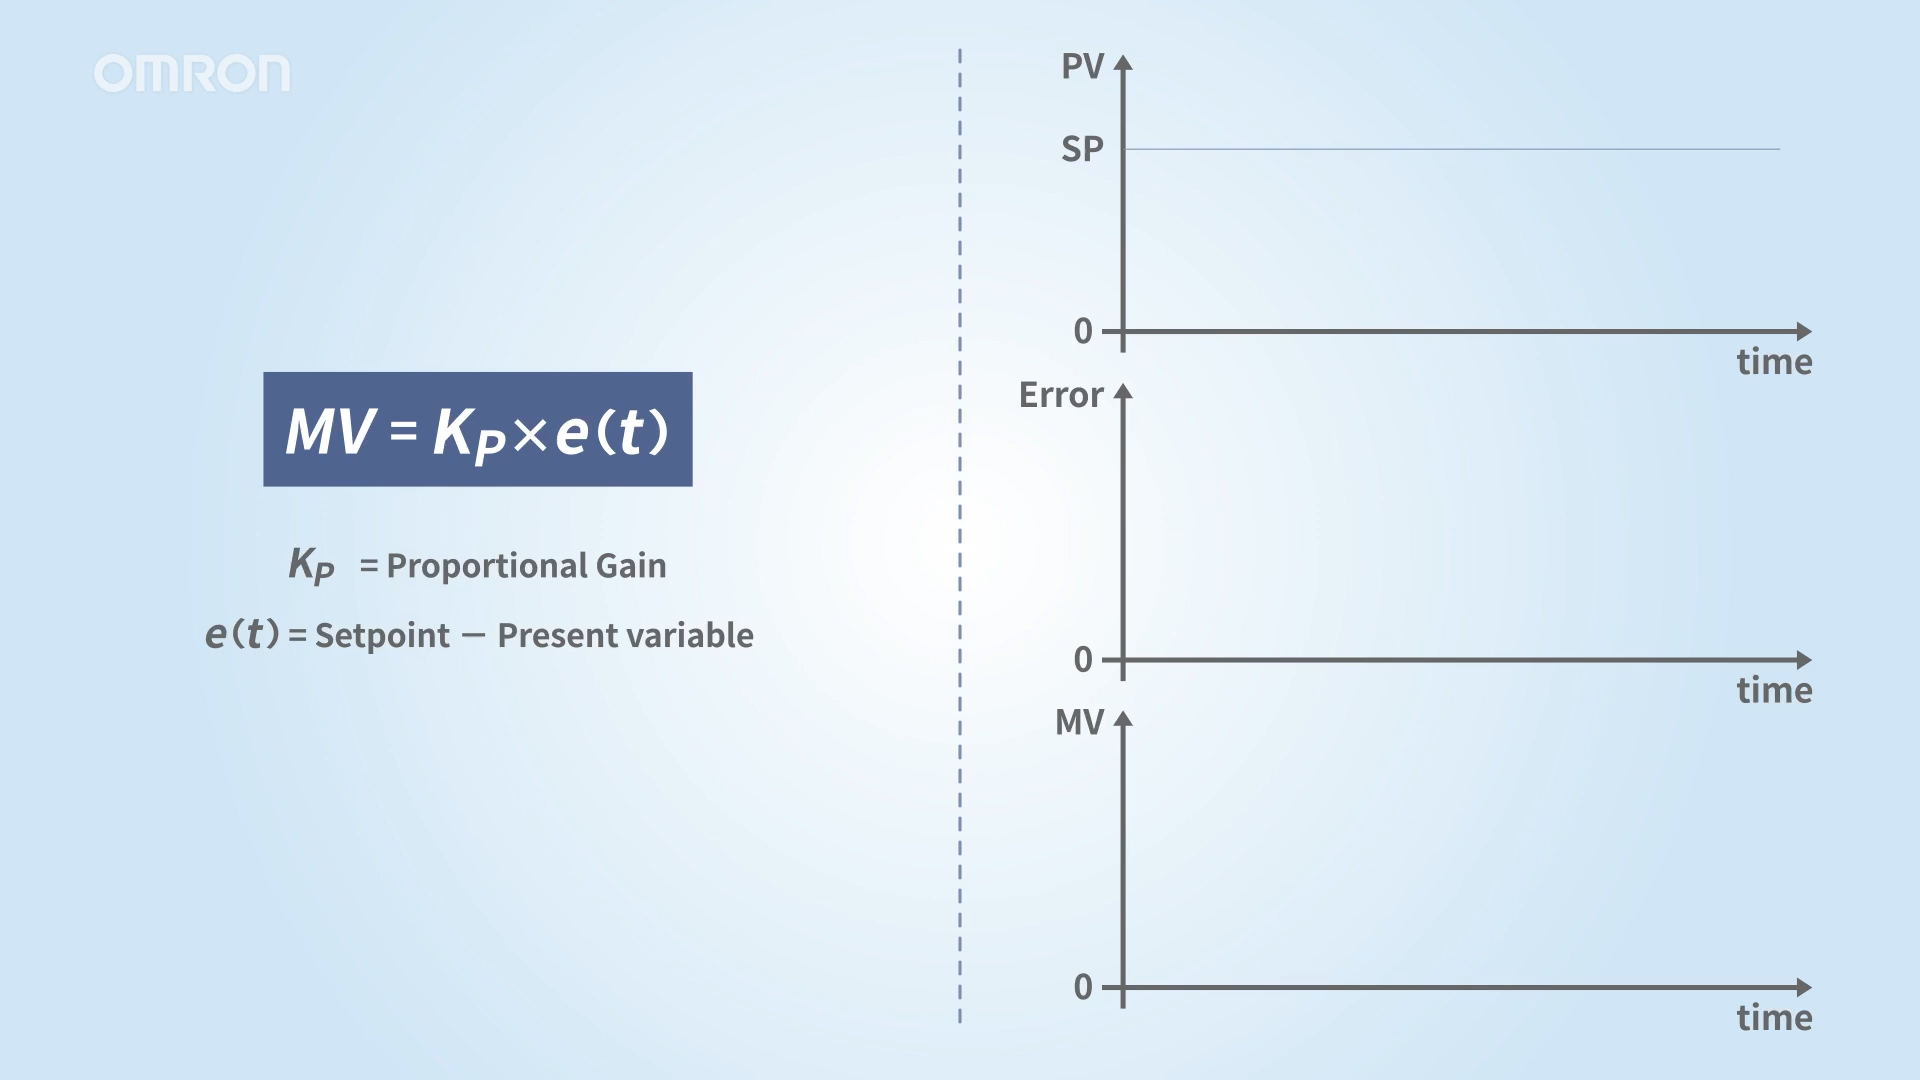 OMRON
MV = KP×e(t)
KP = Proportional Gain
e(t) = Setpoint − Present variable
PV
SP
0
time
Error
0
time
MV
0
time